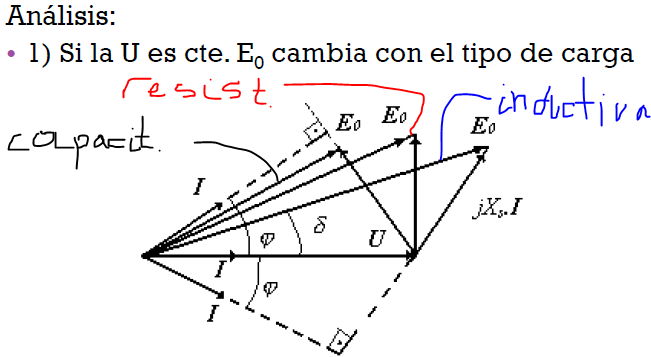 Análisis:
• 1) Si la U es cte. E₀ cambia con el tipo de carga
resist.
inductiva
capacit.
E₀
E₀
E₀
I
jXₛ.I
φ
δ
U
I
φ
I